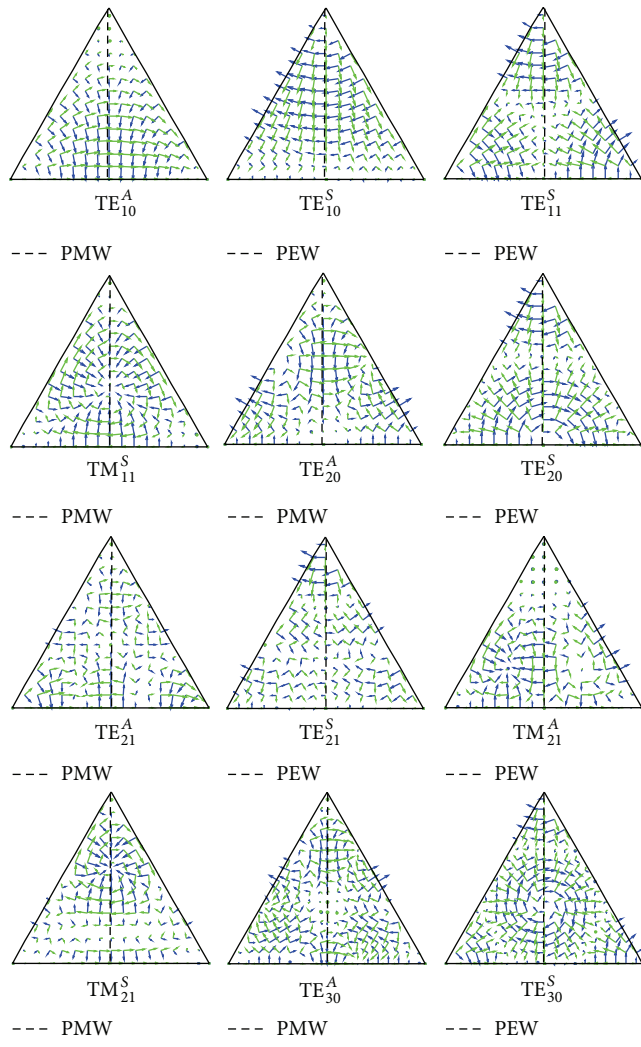 TE^A_10 TE^S_10 TE^S_11
--- PMW --- PEW --- PEW
TM^S_11 TE^A_20 TE^S_20
--- PMW --- PMW --- PEW
TE^A_21 TE^S_21 TM^A_21
--- PMW --- PEW --- PEW
TM^S_21 TE^A_30 TE^S_30
--- PMW --- PMW --- PEW